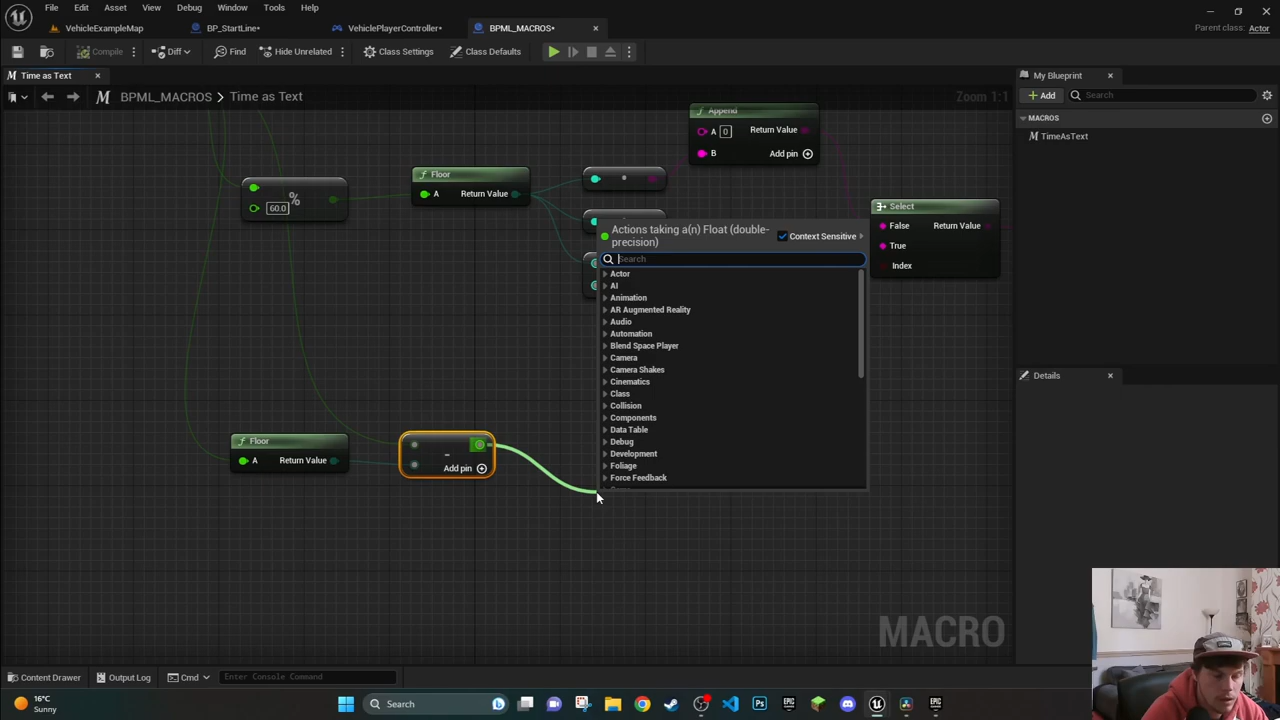 File Edit Asset View Debug Window Tools Help
VehicleExampleMap BP_StartLine* VehiclePlayerController* BPML_MACROS*
Parent class: Actor
Compile Diff Find Hide Unrelated Class Settings Class Defaults
Time as Text
BPML_MACROS > Time as Text
Zoom 1:1
My Blueprint
Add Search
MACROS
TimeAsText
Details
Append
A 0 Return Value
B Add pin
%
60.0
Floor
A Return Value
Select
False Return Value
True
Index
Actions taking a(n) Float (double-
precision)
Context Sensitive
Search
Actor
AI
Animation
AR Augmented Reality
Audio
Automation
Blend Space Player
Camera
Camera Shakes
Cinematics
Class
Collision
Components
Data Table
Debug
Development
Foliage
Force Feedback
Floor
A Return Value
-
Add pin
MACRO
Content Drawer Output Log Cmd Enter Console Command
16°C
Sunny
Search